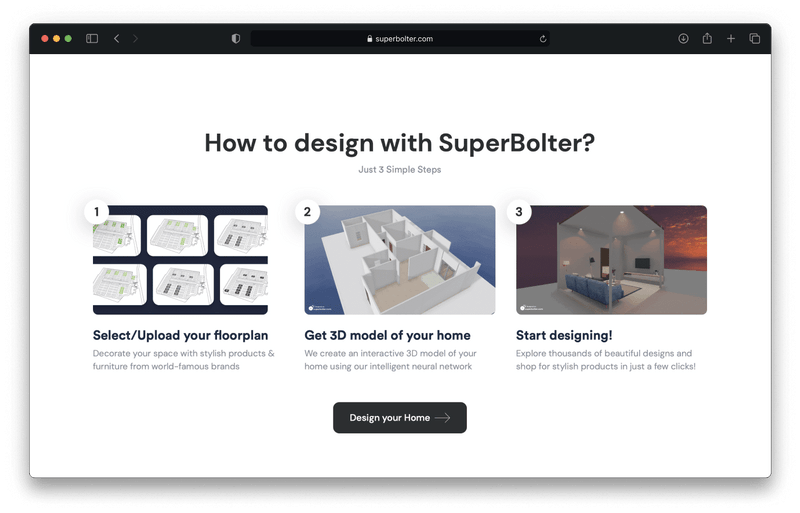 superbolter.com
How to design with SuperBolter?
Just 3 Simple Steps
1
2
3
Select/Upload your floorplan
Decorate your space with stylish products &
furniture from world-famous brands
Get 3D model of your home
We create an interactive 3D model of your
home using our intelligent neural network
Start designing!
Explore thousands of beautiful designs and
shop for stylish products in just a few clicks!
Design your Home